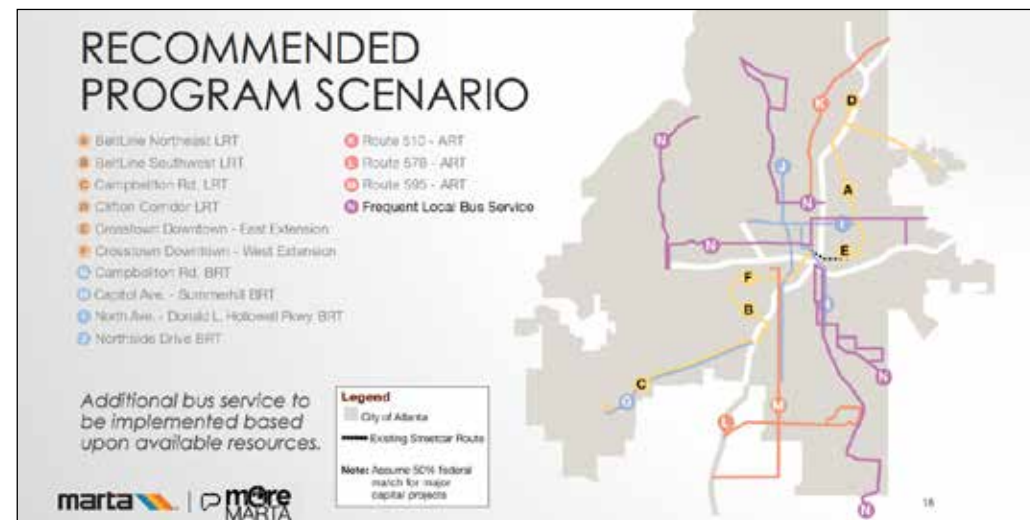 RECOMMENDED
PROGRAM SCENARIO
A BeltLine Northeast LRT
B BeltLine Southwest LRT
C Campbellton Rd. LRT
D Clifton Corridor LRT
E Crosstown Downtown - East Extension
F Crosstown Downtown - West Extension
G Campbellton Rd. BRT
Capitol Ave. - Summerhill BRT
North Ave. - Donald L. Hollowell Pkwy. BRT
J Northside Drive BRT
K Route 510 - ART
L Route 578 - ART
M Route 595 - ART
N Frequent Local Bus Service
Additional bus service to
be implemented based
upon available resources.
Legend
City of Atlanta
Existing Streetcar Route
Note: Assume 50% federal
match for major
capital projects
marta
more
MARTA
K
D
N
J
A
N
I
N
E
F
B
N
C
M
L
N